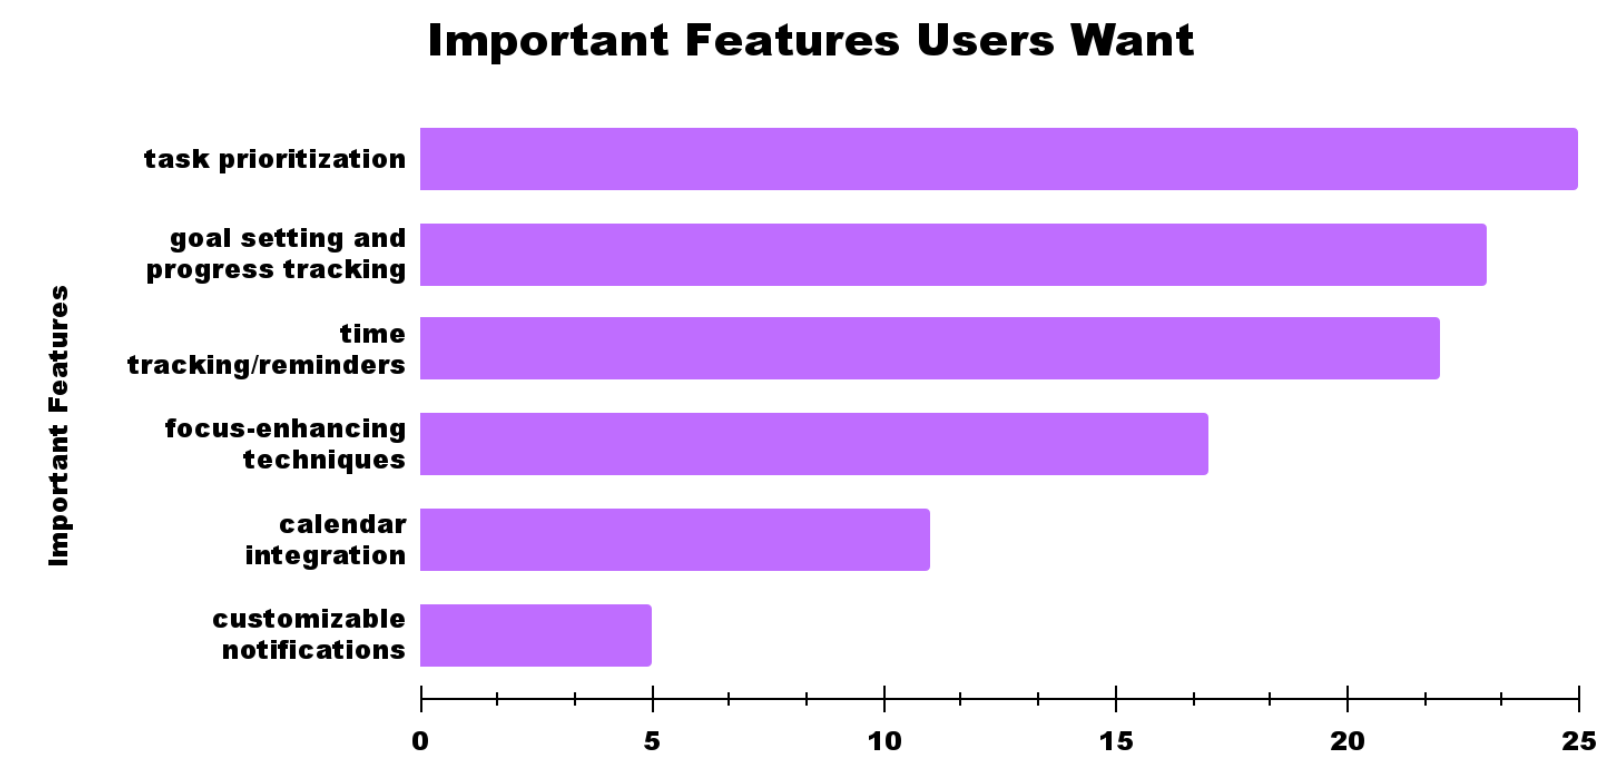 Important Features Users Want
task prioritization
goal setting and
progress tracking
time
tracking/reminders
focus-enhancing
techniques
calendar
integration
customizable
notifications
Important Features
0 5 10 15 20 25